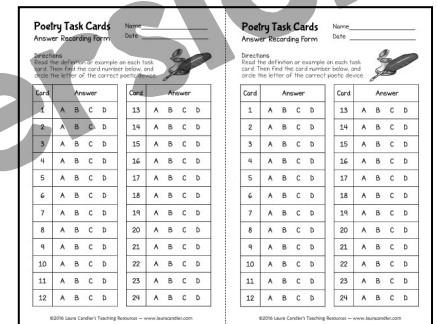 Poetry Task Cards
Answer Recording Form
Name
Date
Directions
Read the definition or example on each task
card. Then find the card number below, and
circle the letter of the correct poetic device.
Card Answer
1 A B C D
2 A B C D
3 A B C D
4 A B C D
5 A B C D
6 A B C D
7 A B C D
8 A B C D
9 A B C D
10 A B C D
11 A B C D
12 A B C D
Card Answer
13 A B C D
14 A B C D
15 A B C D
16 A B C D
17 A B C D
18 A B C D
19 A B C D
20 A B C D
21 A B C D
22 A B C D
23 A B C D
24 A B C D
©2016 Laura Candler's Teaching Resources – www.lauracandler.com
Poetry Task Cards
Answer Recording Form
Name
Date
Directions
Read the definition or example on each task
card. Then find the card number below, and
circle the letter of the correct poetic device.
Card Answer
1 A B C D
2 A B C D
3 A B C D
4 A B C D
5 A B C D
6 A B C D
7 A B C D
8 A B C D
9 A B C D
10 A B C D
11 A B C D
12 A B C D
Card Answer
13 A B C D
14 A B C D
15 A B C D
16 A B C D
17 A B C D
18 A B C D
19 A B C D
20 A B C D
21 A B C D
22 A B C D
23 A B C D
24 A B C D
©2016 Laura Candler's Teaching Resources – www.lauracandler.com